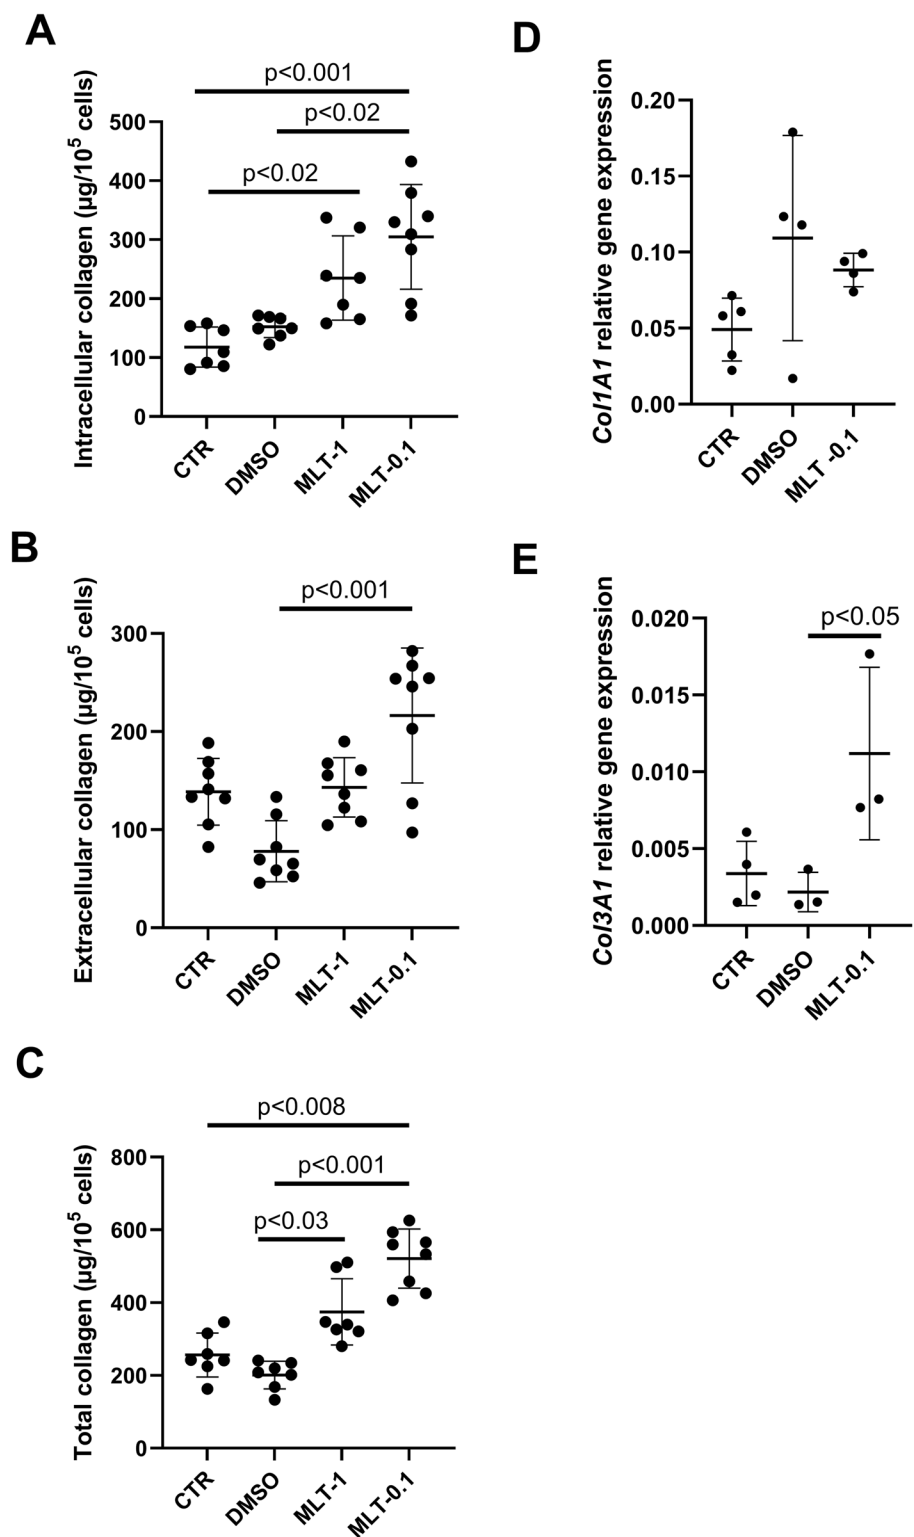 A
Intracellular collagen (µg/10⁵ cells)
p<0.001
p<0.02
p<0.02
500
400
300
200
100
0
CTR
DMSO
MLT-1
MLT-0.1
D
Col1A1 relative gene expression
0.20
0.15
0.10
0.05
0.00
CTR
DMSO
MLT -0.1
B
Extracellular collagen (µg/10⁵ cells)
p<0.001
300
200
100
0
CTR
DMSO
MLT-1
MLT-0.1
E
Col3A1 relative gene expression
p<0.05
0.020
0.015
0.010
0.005
0.000
CTR
DMSO
MLT-0.1
C
Total collagen (µg/10⁵ cells)
p<0.008
p<0.001
p<0.03
800
600
400
200
0
CTR
DMSO
MLT-1
MLT-0.1